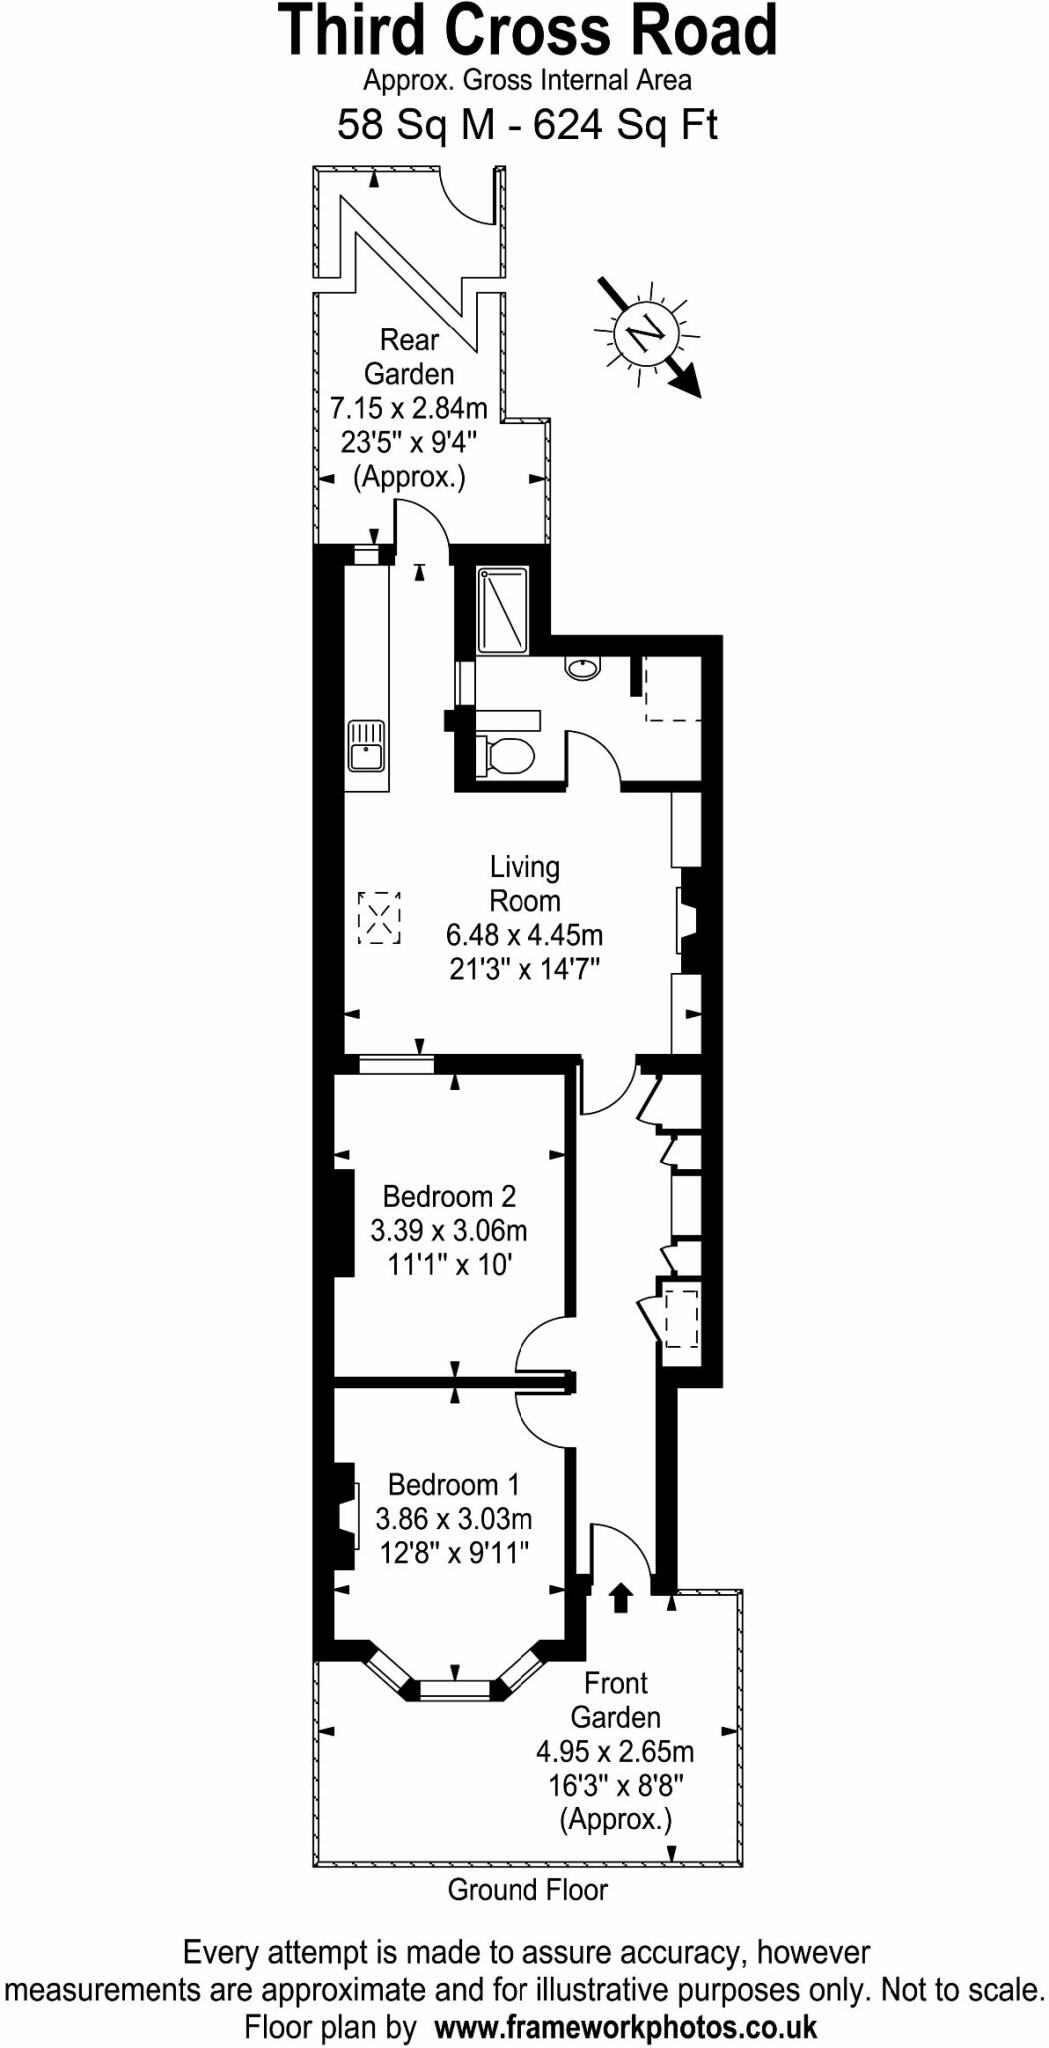 Third Cross Road
Approx. Gross Internal Area
58 Sq M - 624 Sq Ft
N
Rear
Garden
7.15 x 2.84m
23'5" x 9'4"
(Approx.)
Living
Room
6.48 x 4.45m
21'3" x 14'7"
Bedroom 2
3.39 x 3.06m
11'1" x 10'
Bedroom 1
3.86 x 3.03m
12'8" x 9'11"
Front
Garden
4.95 x 2.65m
16'3" x 8'8"
(Approx.)
Ground Floor
Every attempt is made to assure accuracy, however
measurements are approximate and for illustrative purposes only. Not to scale.
Floor plan by www.frameworkphotos.co.uk